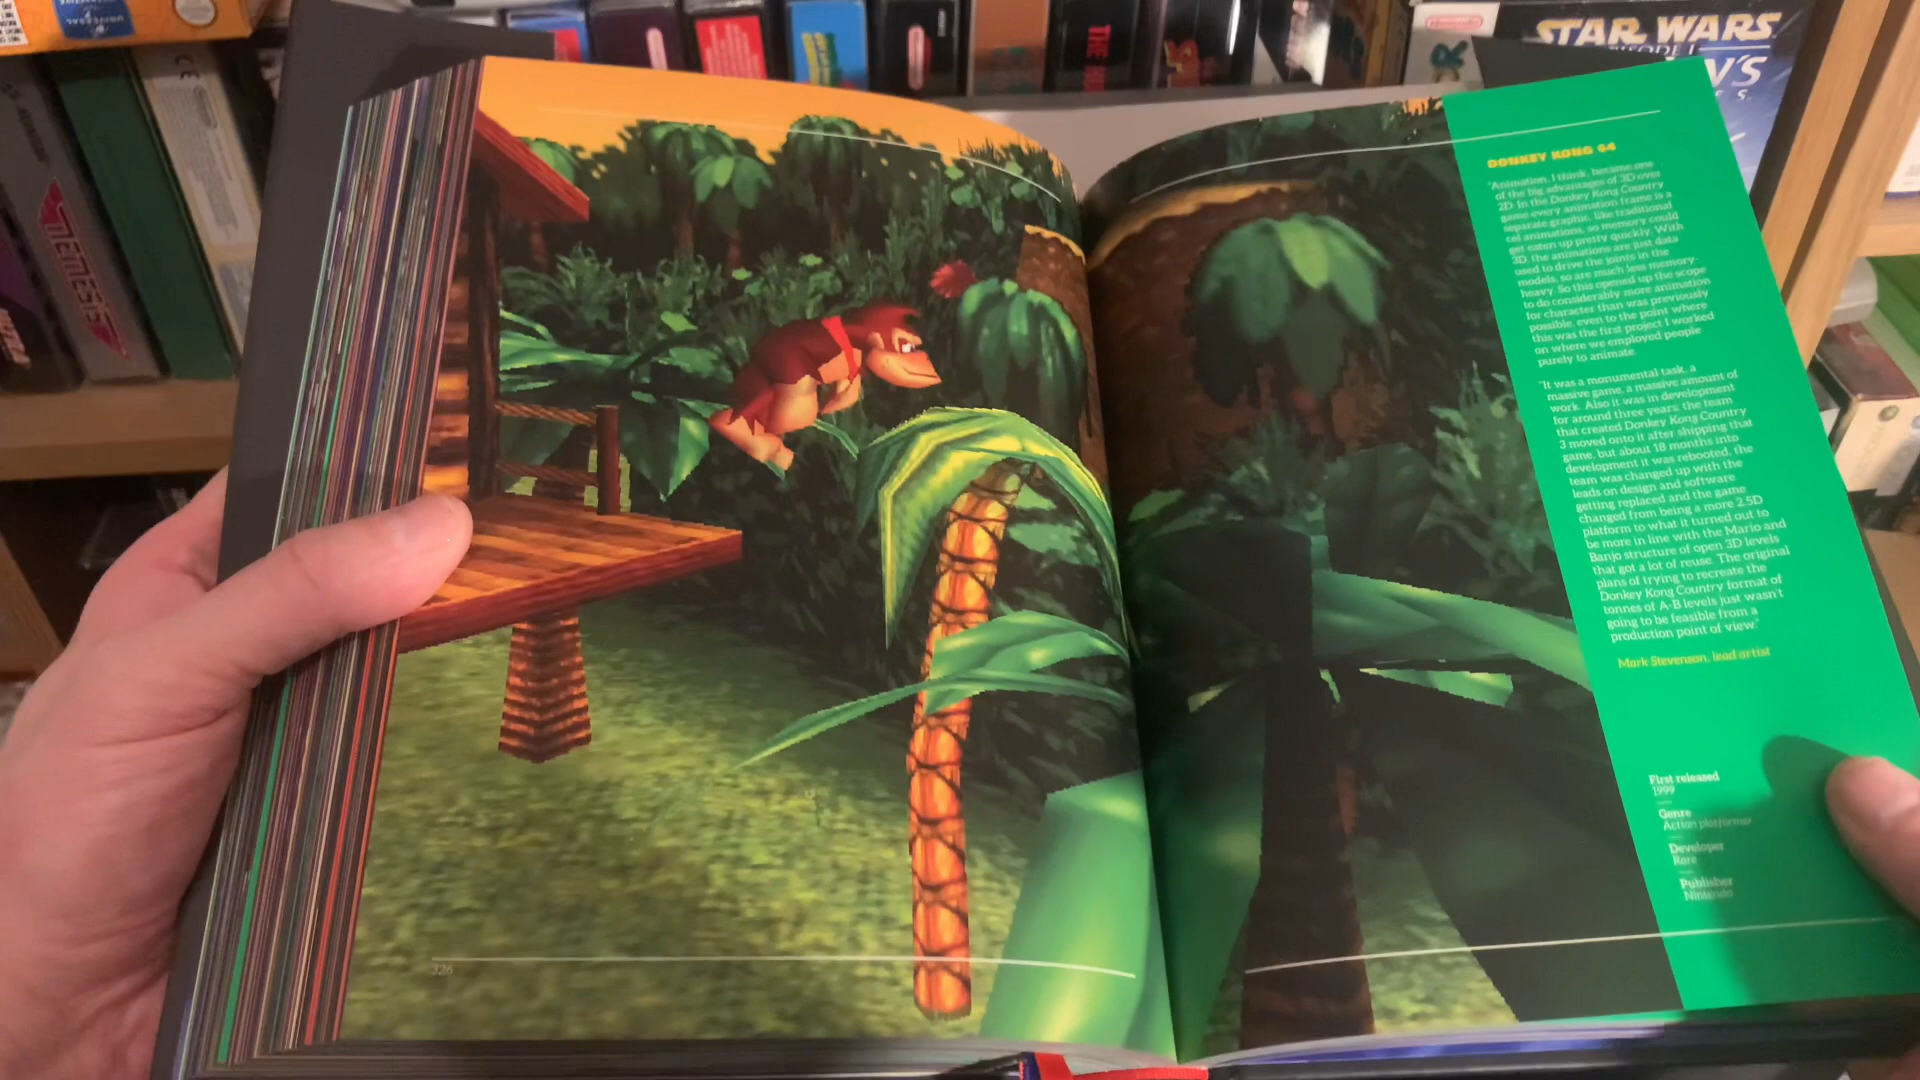 UNIVERSAL
NEMESIS
STAR WARS
EPISODE I
DONKEY KONG 64
"Animation, I think, became one
of the big advantages of 3D over
2D. In the Donkey Kong Country
game every animation frame is a
separate graphic, like traditional
cel animations, so memory could
get eaten up pretty quickly. With
3D, the animations are just data
used to drive the joints in the
models, so are much less memory-
heavy. So this opened up the scope
to do considerably more animation
for character than was previously
possible, even to the point where
this was the first project I worked
on where we employed people
purely to animate.
"It was a monumental task, a
massive game, a massive amount of
work. Also it was in development
for around three years: the team
that created Donkey Kong Country
3 moved onto it after shipping that
game, but about 18 months into
development it was rebooted, the
team was changed up with the
leads on design and software
getting replaced and the game
changed from being a more 2.5D
platform to what it turned out to
be more in line with the Mario and
Banjo structure of open 3D levels
that got a lot of reuse. The original
plans of trying to recreate the
Donkey Kong Country format of
tonnes of A-B levels just wasn't
going to be feasible from a
production point of view."
Mark Stevenson, lead artist
First released
1999
Genre
Action platformer
Developer
Rare
Publisher
Nintendo
326